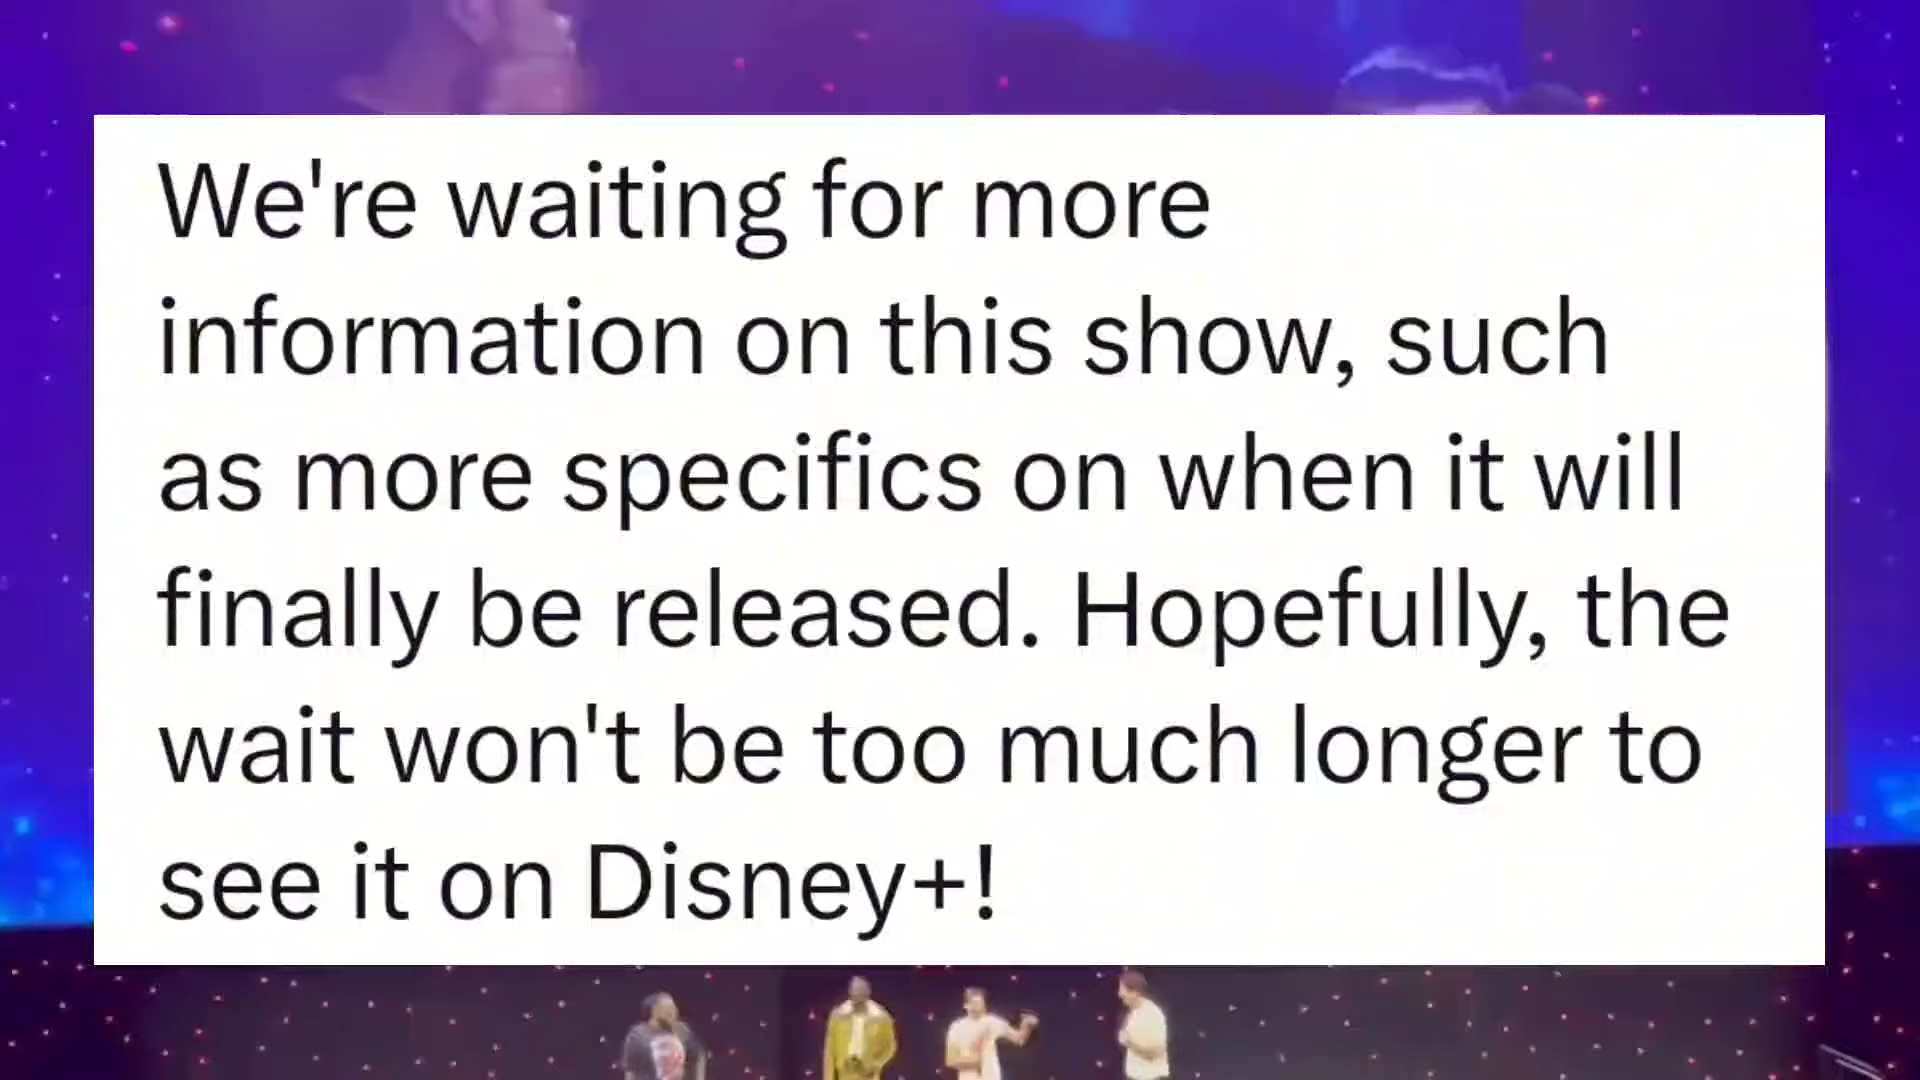 We're waiting for more
information on this show, such
as more specifics on when it will
finally be released. Hopefully, the
wait won't be too much longer to
see it on Disney+!